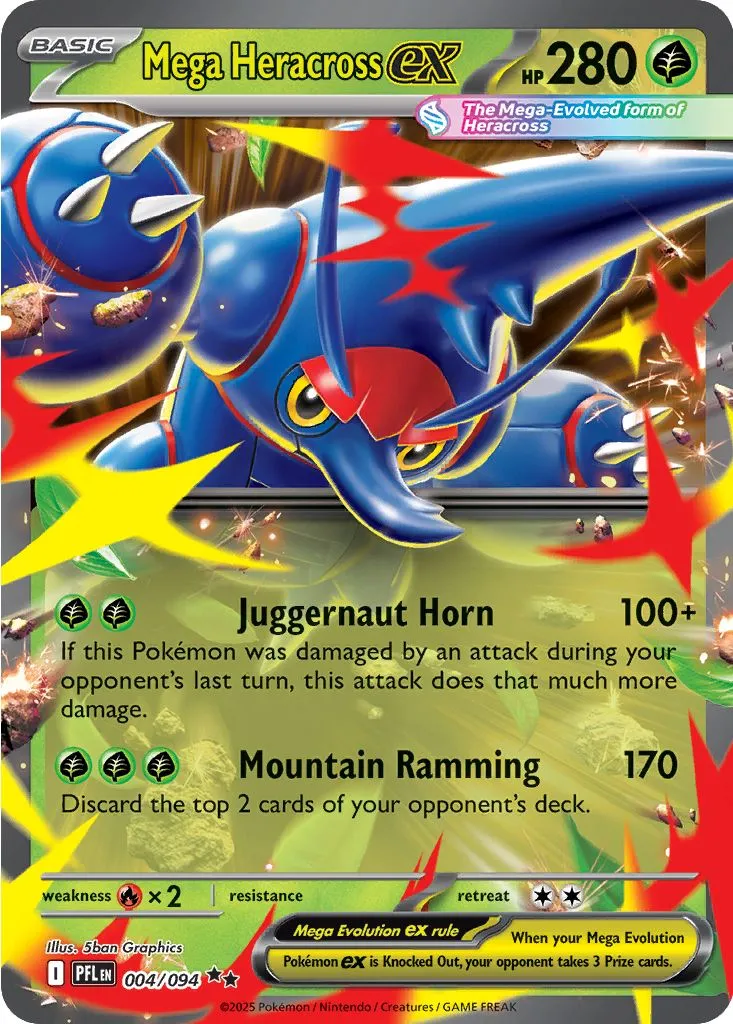 BASIC
Mega Heracross ex
HP 280
The Mega-Evolved form of
Heracross
Juggernaut Horn 100+
If this Pokémon was damaged by an attack during your
opponent's last turn, this attack does that much more
damage.
Mountain Ramming 170
Discard the top 2 cards of your opponent's deck.
weakness ×2 resistance retreat
Illus. 5ban Graphics
I PFL EN 004/094
Mega Evolution ex rule
When your Mega Evolution
Pokémon ex is Knocked Out, your opponent takes 3 Prize cards.
©2025 Pokémon / Nintendo / Creatures / GAME FREAK